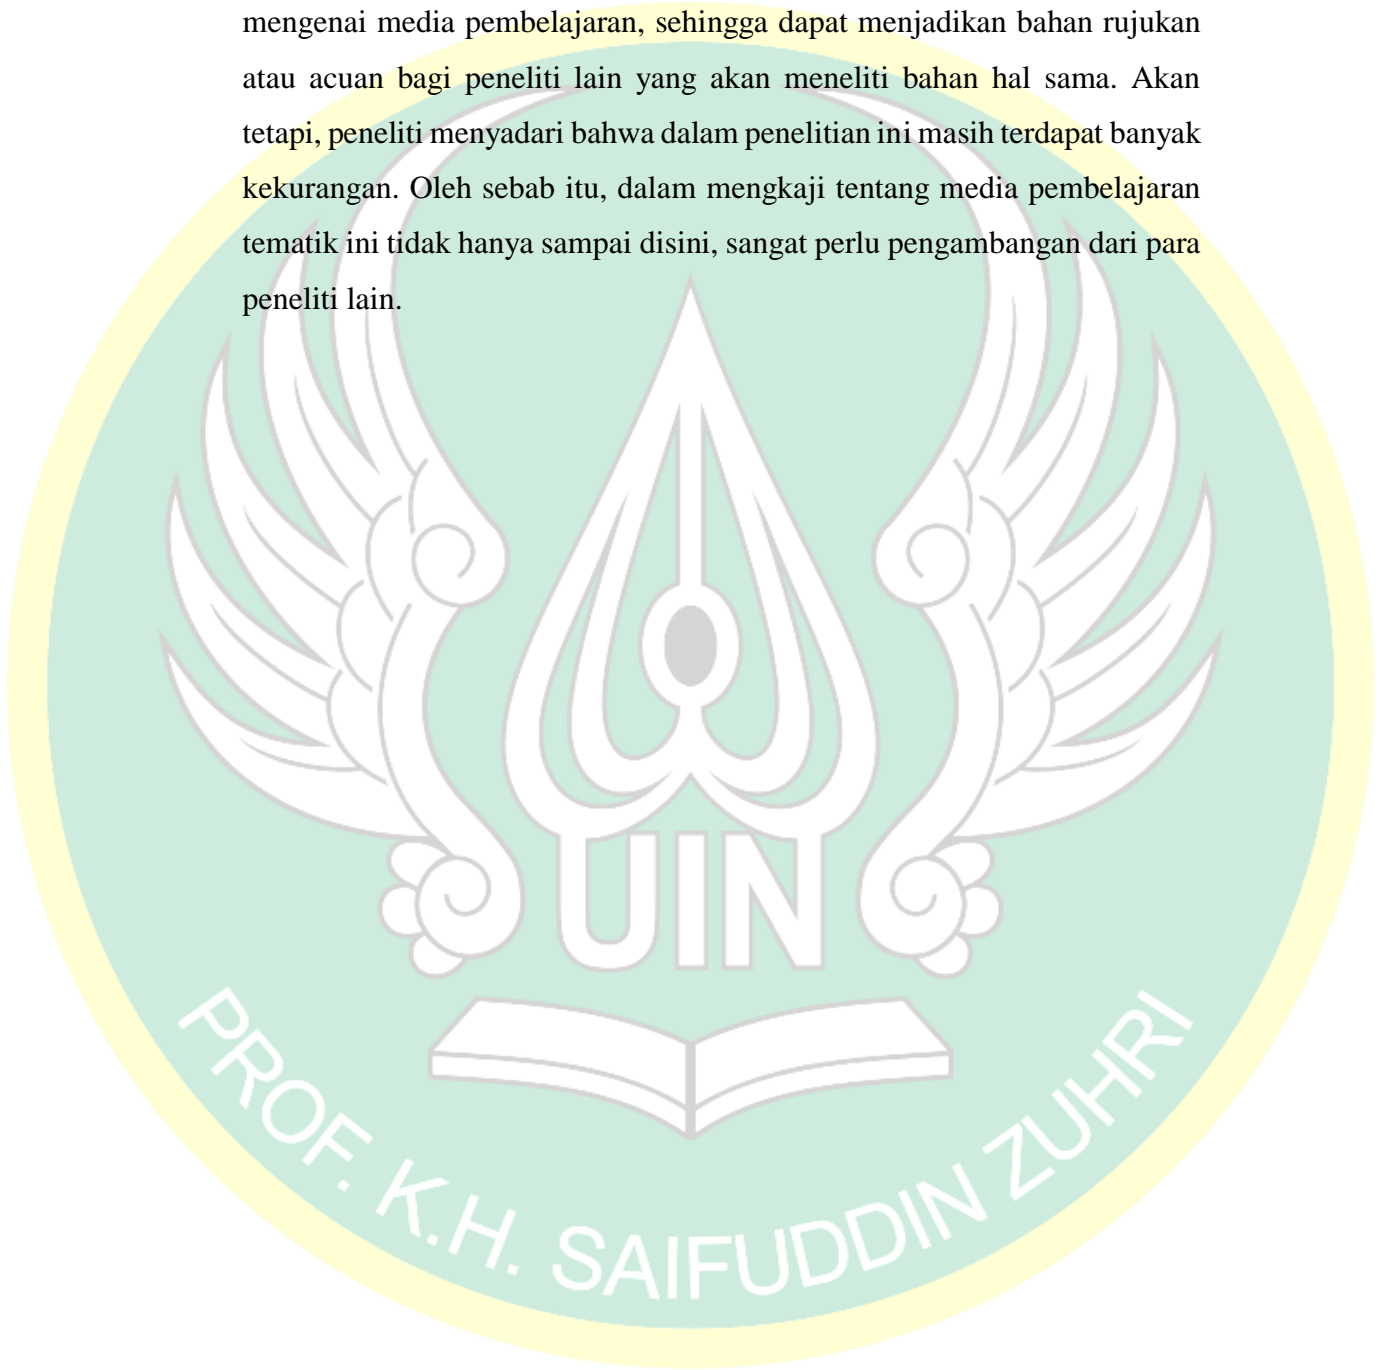 mengenai media pembelajaran, sehingga dapat menjadikan bahan rujukan
atau acuan bagi peneliti lain yang akan meneliti bahan hal sama. Akan
tetapi, peneliti menyadari bahwa dalam penelitian ini masih terdapat banyak
kekurangan. Oleh sebab itu, dalam mengkaji tentang media pembelajaran
tematik ini tidak hanya sampai disini, sangat perlu pengambangan dari para
peneliti lain.
UIN
PROF. K.H. SAIFUDDIN ZUHRI